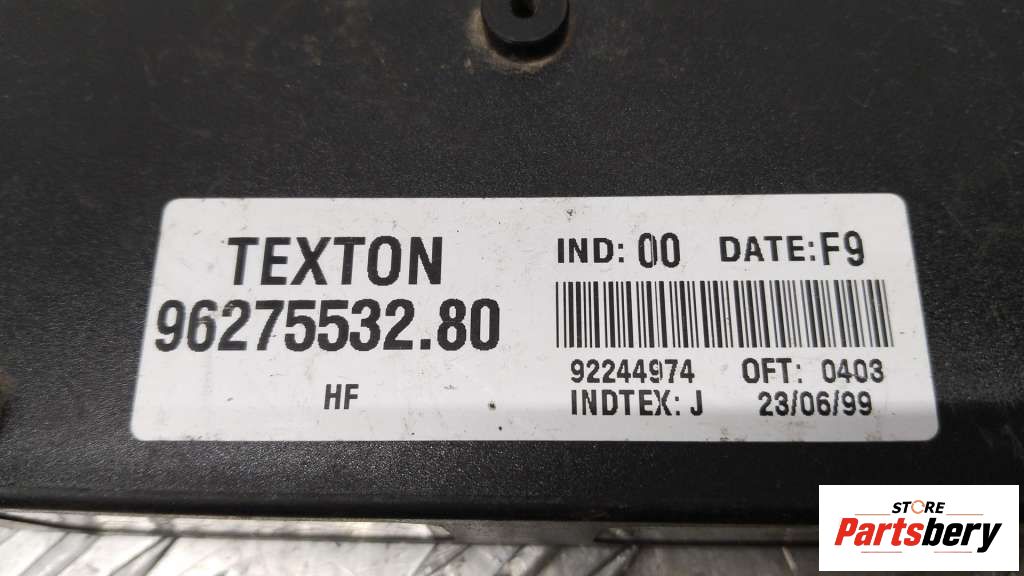 TEXTON
96275532.80
HF
IND: 00 DATE: F9
92244974 OFT: 0403
INDTEX: J 23/06/99
STORE
Partsbery